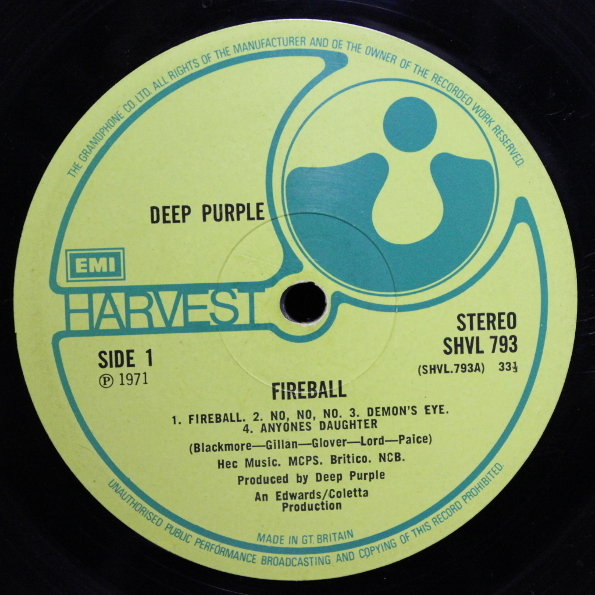 THE GRAMOPHONE CO. LTD. ALL RIGHTS OF THE MANUFACTURER AND OF THE OWNER OF THE RECORDED WORK RESERVED.
DEEP PURPLE
EMI
HARVEST
STEREO
SHVL 793
(SHVL.793A) 33⅓
SIDE 1
Ⓟ 1971
FIREBALL
1. FIREBALL. 2. NO, NO, NO. 3. DEMON'S EYE.
4. ANYONES DAUGHTER
(Blackmore—Gillan—Glover—Lord—Paice)
Hec Music. MCPS. Britico. NCB.
Produced by Deep Purple
An Edwards/Coletta
Production
MADE IN GT BRITAIN
UNAUTHORISED PUBLIC PERFORMANCE BROADCASTING AND COPYING OF THIS RECORD PROHIBITED.